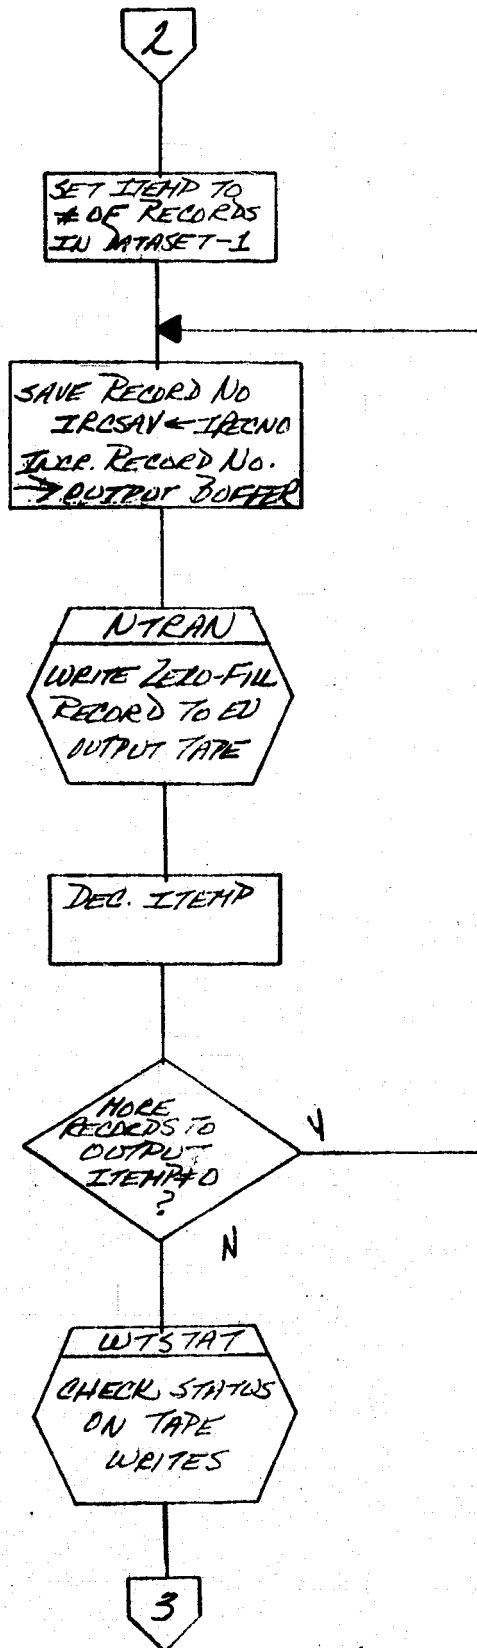 2
SET ITEMP TO
# OF RECORDS
IN DATASET-1
SAVE RECORD NO
IRCSAV ← IRECNO
INCR. RECORD NO.
→ OUTPUT BUFFER
NTRAN
WRITE ZERO-FILL
RECORD TO EU
OUTPUT TAPE
DEC. ITEMP
MORE
RECORDS TO
OUTPUT
ITEMP≠0
?
Y
N
WTSTAT
CHECK STATUS
ON TAPE
WRITES
3